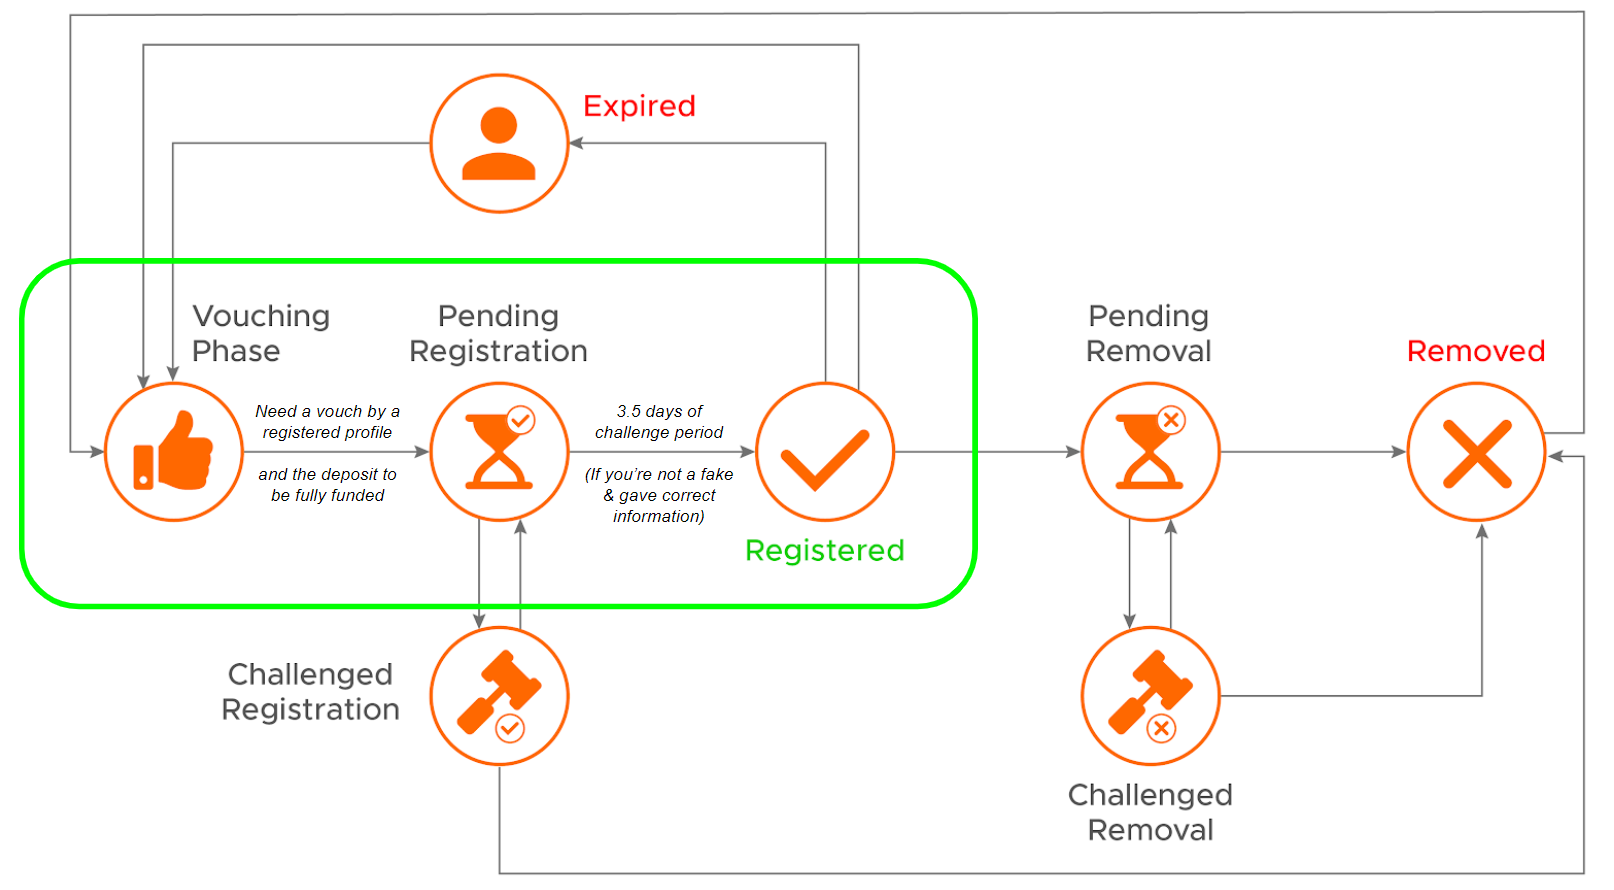 Expired
Vouching
Phase
Pending
Registration
Pending
Removal
Removed
Need a vouch by a
registered profile
and the deposit to
be fully funded
3.5 days of
challenge period
(If you're not a fake
& gave correct
information)
Registered
Challenged
Registration
Challenged
Removal